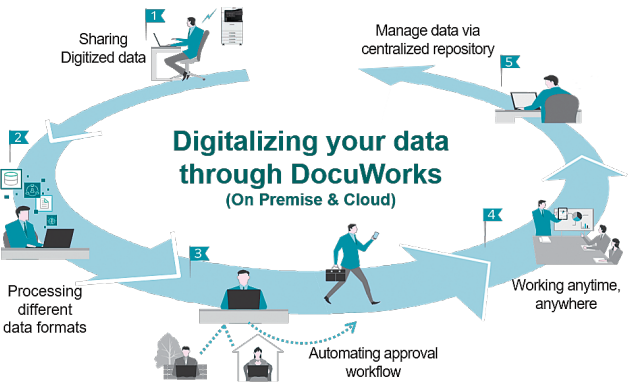 Digitalizing your data
through DocuWorks
(On Premise & Cloud)
1
Sharing
Digitized data
2
Processing
different
data formats
3
Automating approval
workflow
4
Working anytime,
anywhere
5
Manage data via
centralized repository